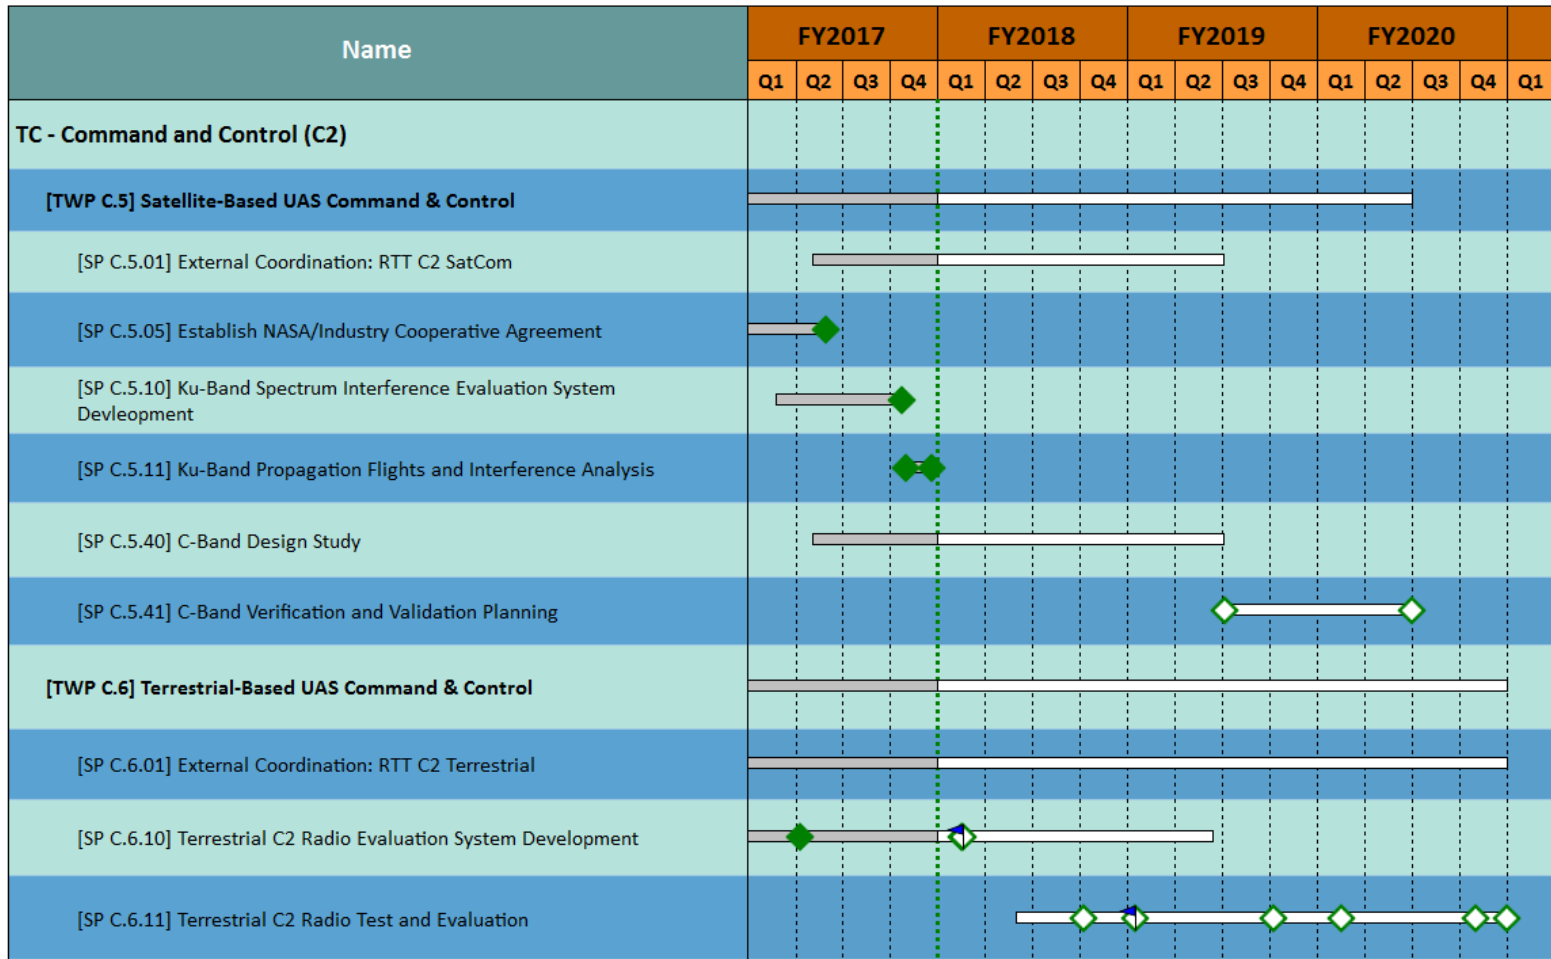 Name
FY2017 FY2018 FY2019 FY2020
Q1 Q2 Q3 Q4 Q1 Q2 Q3 Q4 Q1 Q2 Q3 Q4 Q1 Q2 Q3 Q4 Q1
TC - Command and Control (C2)
[TWP C.5] Satellite-Based UAS Command & Control
[SP C.5.01] External Coordination: RTT C2 SatCom
[SP C.5.05] Establish NASA/Industry Cooperative Agreement
[SP C.5.10] Ku-Band Spectrum Interference Evaluation System
Devleopment
[SP C.5.11] Ku-Band Propagation Flights and Interference Analysis
[SP C.5.40] C-Band Design Study
[SP C.5.41] C-Band Verification and Validation Planning
[TWP C.6] Terrestrial-Based UAS Command & Control
[SP C.6.01] External Coordination: RTT C2 Terrestrial
[SP C.6.10] Terrestrial C2 Radio Evaluation System Development
[SP C.6.11] Terrestrial C2 Radio Test and Evaluation